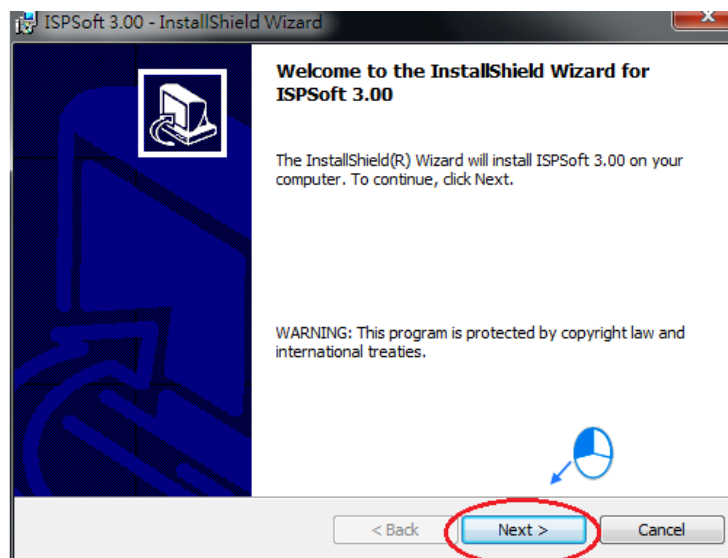 ISPSoft 3.00 - InstallShield Wizard
Welcome to the InstallShield Wizard for
ISPSoft 3.00
The InstallShield(R) Wizard will install ISPSoft 3.00 on your
computer. To continue, click Next.
WARNING: This program is protected by copyright law and
international treaties.
< Back Next > Cancel